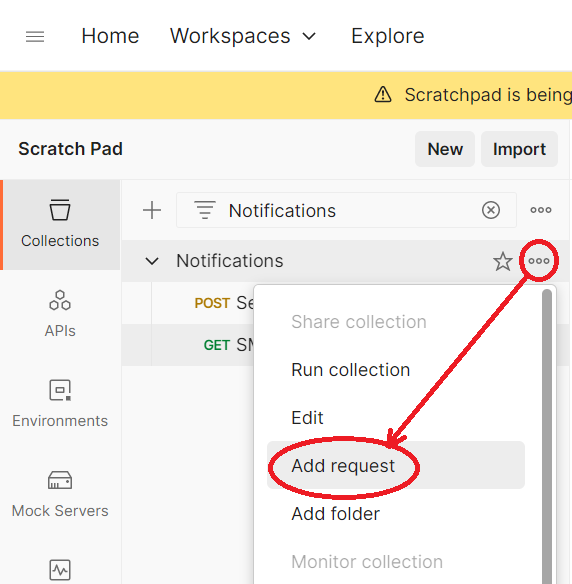 Home Workspaces Explore
Scratchpad is being
Scratch Pad New Import
Collections
Notifications
Notifications
POST Se
GET
APIs
Environments
Mock Servers
Share collection
Run collection
Edit
Add request
Add folder
Monitor collection